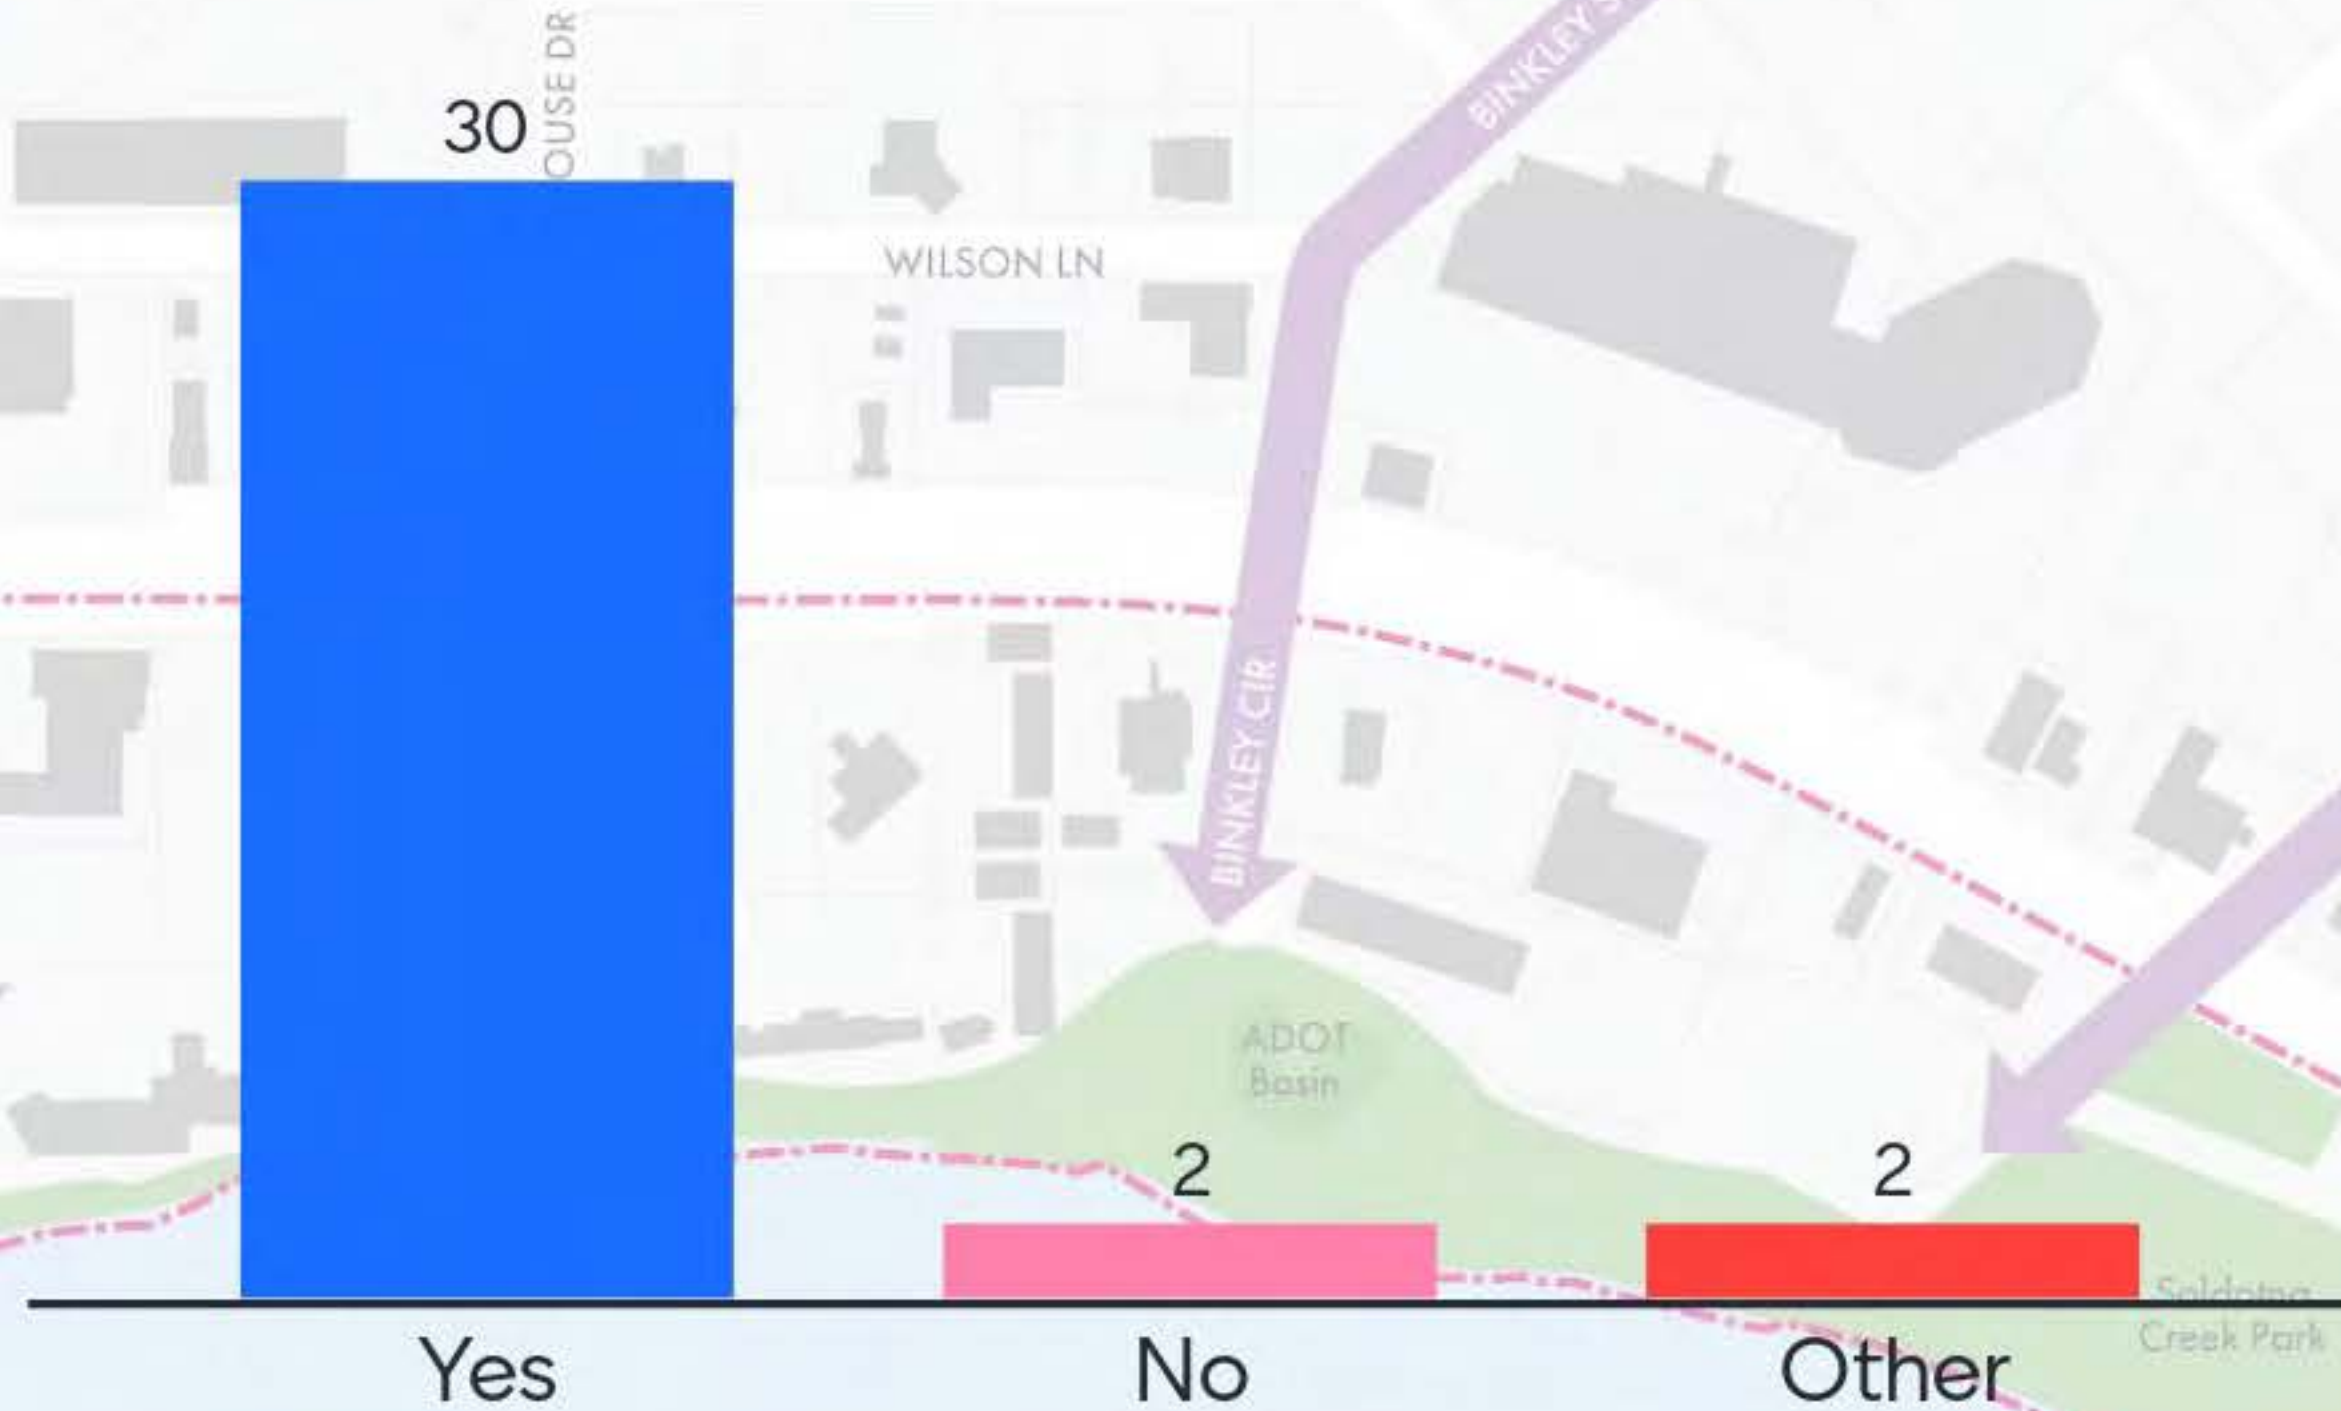 OUSE DR
BINKLEY S
30
WILSON LN
BINKLEY CIR
ADOT
Basin
2
2
Soldotna
Creek Park
Yes
No
Other